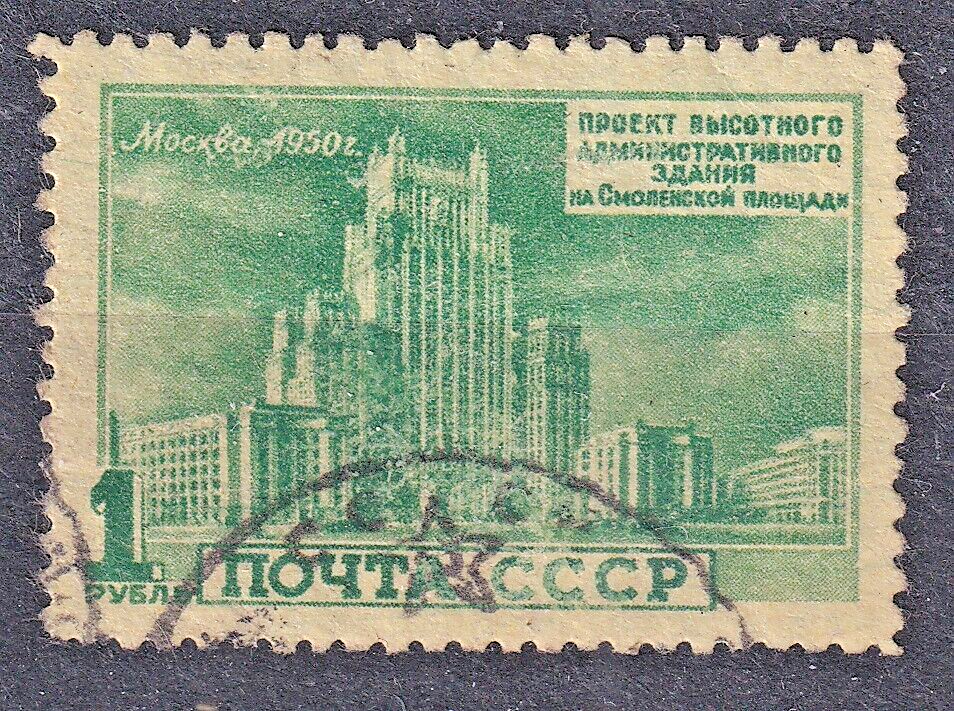 Москва, 1950г.
ПРОЕКТ ВЫСОТНОГО
АДМИНИСТРАТИВНОГО
ЗДАНИЯ
НА СМОЛЕНСКОЙ ПЛОЩАДИ
1
РУБЛЬ
ПОЧТА СССР